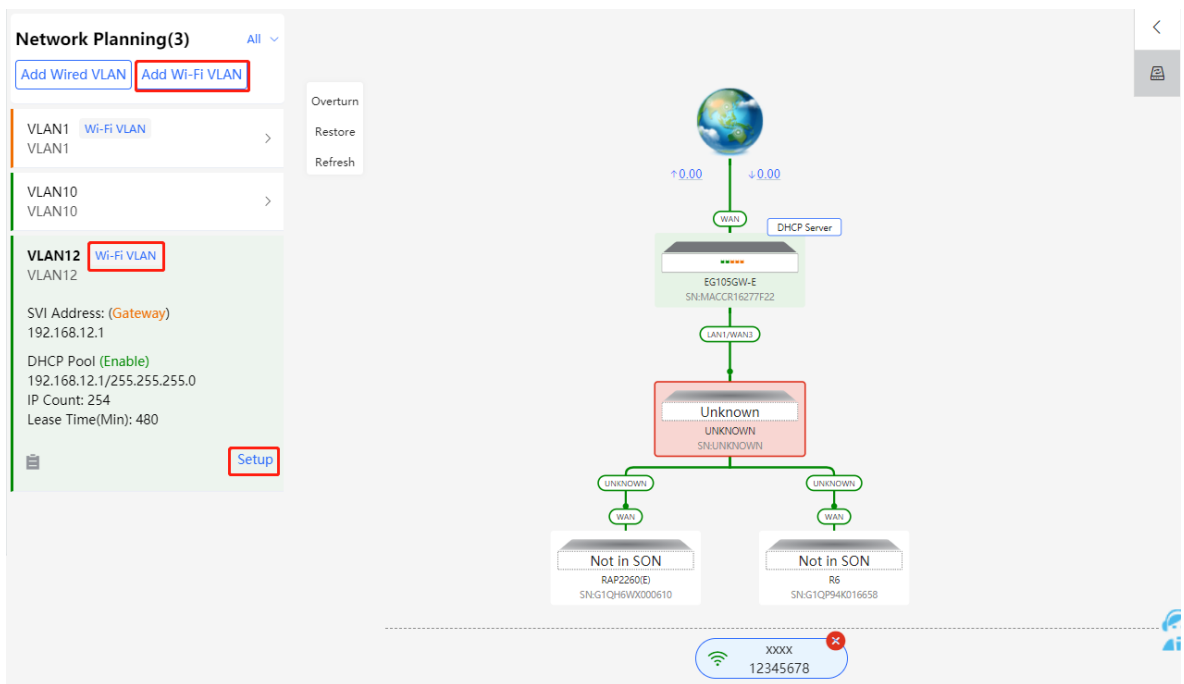 Network Planning(3)
All
Add Wired VLAN
Add Wi-Fi VLAN
VLAN1 Wi-Fi VLAN
VLAN1
VLAN10
VLAN10
VLAN12 Wi-Fi VLAN
VLAN12
SVI Address: (Gateway)
192.168.12.1
DHCP Pool (Enable)
192.168.12.1/255.255.255.0
IP Count: 254
Lease Time(Min): 480
Setup
Overturn
Restore
Refresh
↑0.00 ↓0.00
WAN
DHCP Server
EG105GW-E
SN:MACCR16277F22
LAN1/WAN3
Unknown
UNKNOWN
SN:UNKNOWN
UNKNOWN UNKNOWN
WAN WAN
Not in SON
RAP2260(E)
SN:G1QH6WX000610
Not in SON
R6
SN:G1QP94K016658
xxxx
12345678